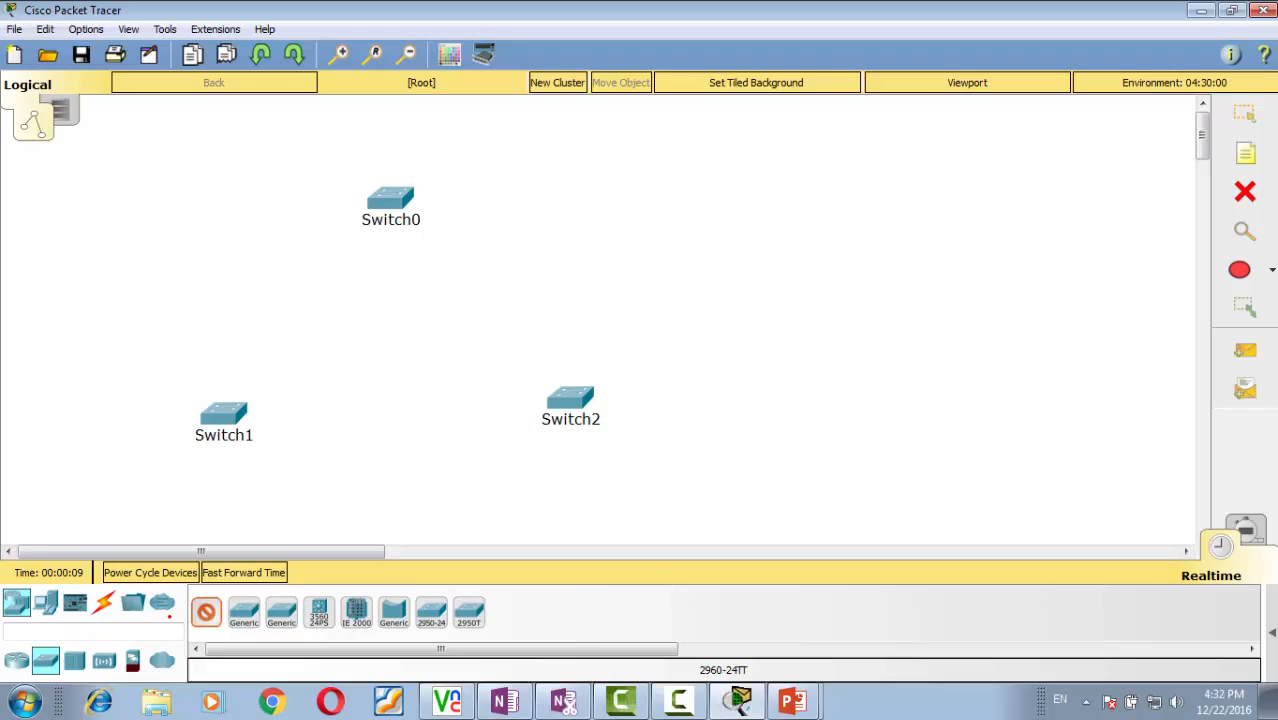 Cisco Packet Tracer
File Edit Options View Tools Extensions Help
Logical Back [Root] New Cluster Move Object Set Tiled Background Viewport Environment: 04:30:00
Switch0
Switch1
Switch2
Time: 00:00:09 Power Cycle Devices Fast Forward Time
Realtime
Generic Generic 3560 24PS IE 2000 Generic 2950-24 2950T
2960-24TT
EN
4:32 PM
12/22/2016